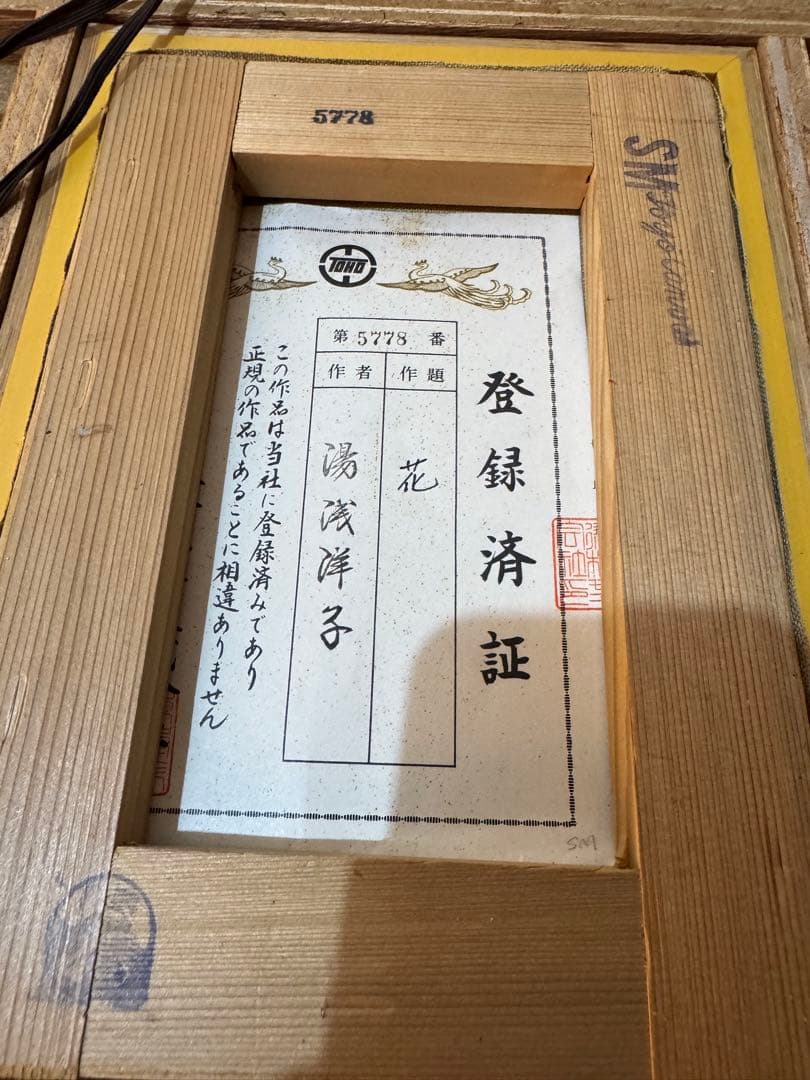 5778
SM
TOHO
登録済証
第5778番
作題
花
作者
湯浅洋子
この作品は当社に登録済みであり
正規の作品であることに相違ありません
SM